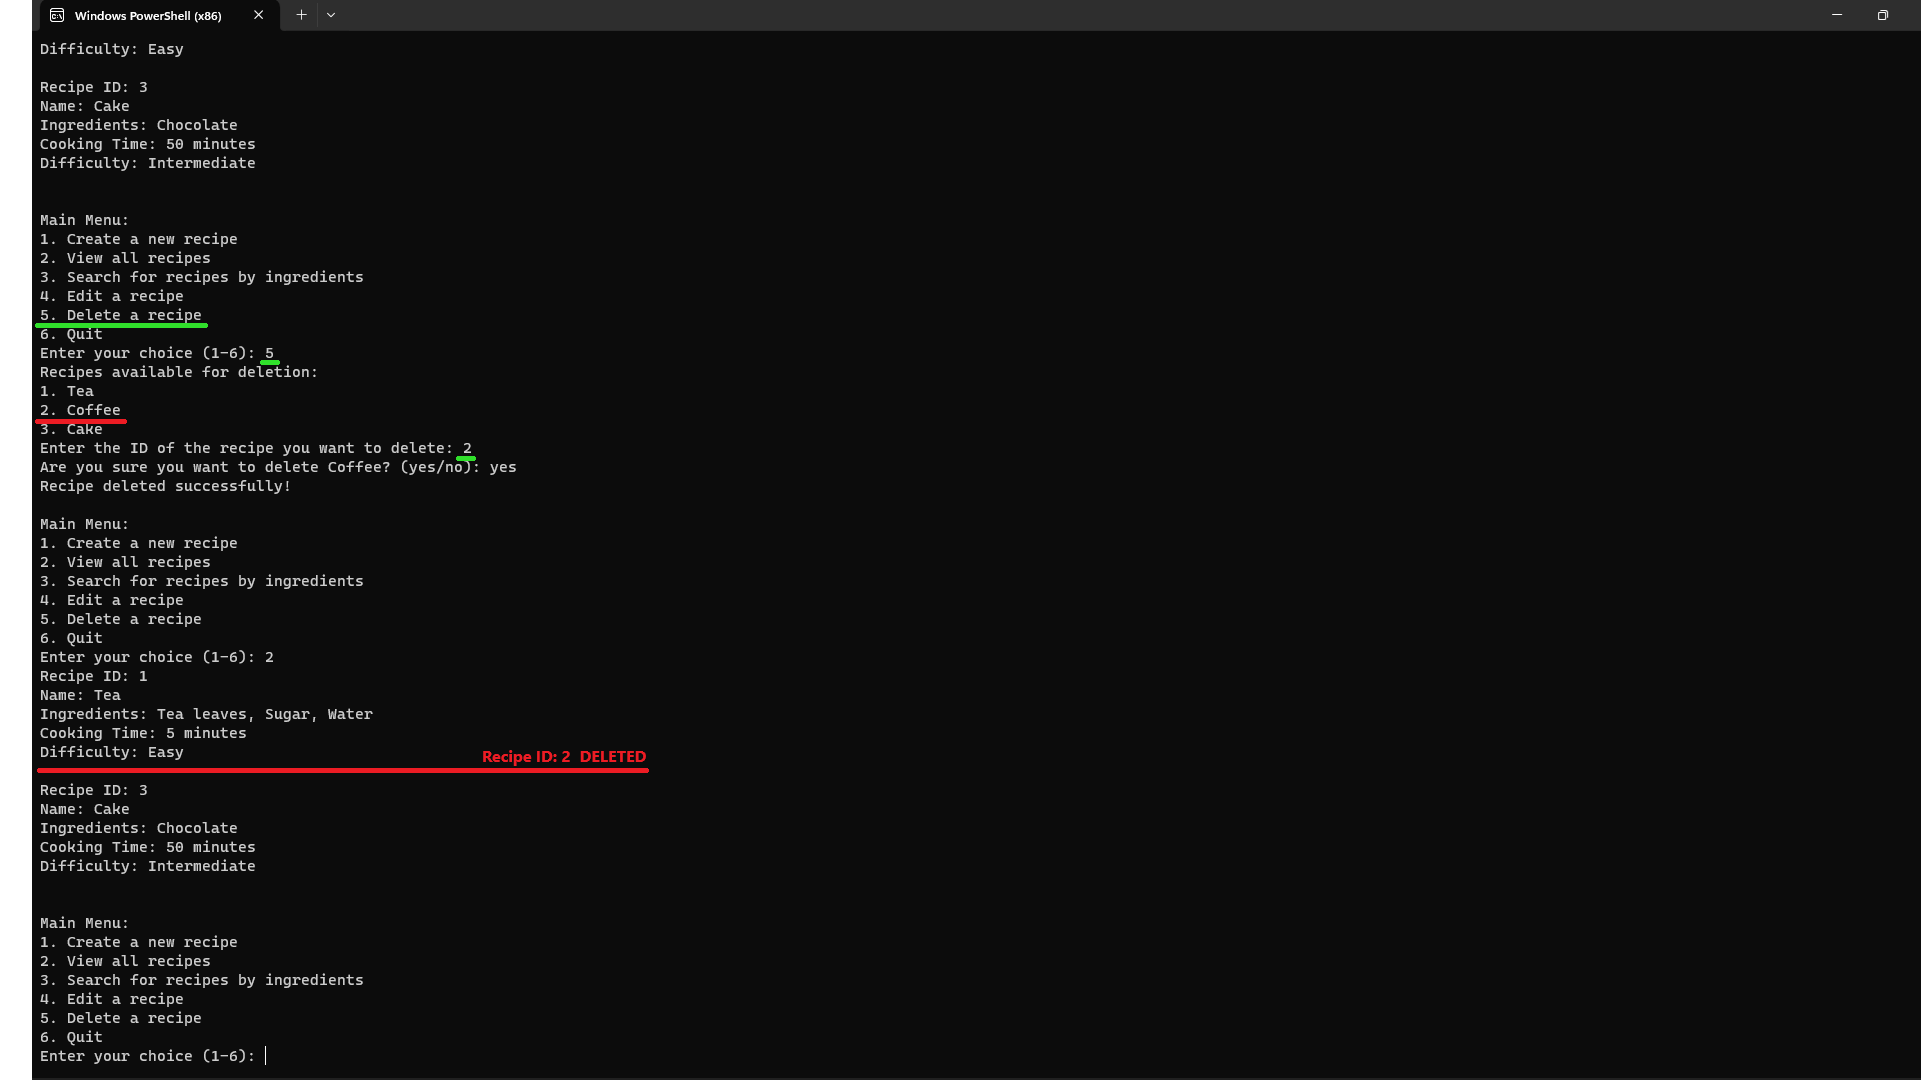 Windows PowerShell (x86)
Difficulty: Easy
Recipe ID: 3
Name: Cake
Ingredients: Chocolate
Cooking Time: 50 minutes
Difficulty: Intermediate
Main Menu:
1. Create a new recipe
2. View all recipes
3. Search for recipes by ingredients
4. Edit a recipe
5. Delete a recipe
6. Quit
Enter your choice (1-6): 5
Recipes available for deletion:
1. Tea
2. Coffee
3. Cake
Enter the ID of the recipe you want to delete: 2
Are you sure you want to delete Coffee? (yes/no): yes
Recipe deleted successfully!
Main Menu:
1. Create a new recipe
2. View all recipes
3. Search for recipes by ingredients
4. Edit a recipe
5. Delete a recipe
6. Quit
Enter your choice (1-6): 2
Recipe ID: 1
Name: Tea
Ingredients: Tea leaves, Sugar, Water
Cooking Time: 5 minutes
Difficulty: Easy
Recipe ID: 2 DELETED
Recipe ID: 3
Name: Cake
Ingredients: Chocolate
Cooking Time: 50 minutes
Difficulty: Intermediate
Main Menu:
1. Create a new recipe
2. View all recipes
3. Search for recipes by ingredients
4. Edit a recipe
5. Delete a recipe
6. Quit
Enter your choice (1-6):